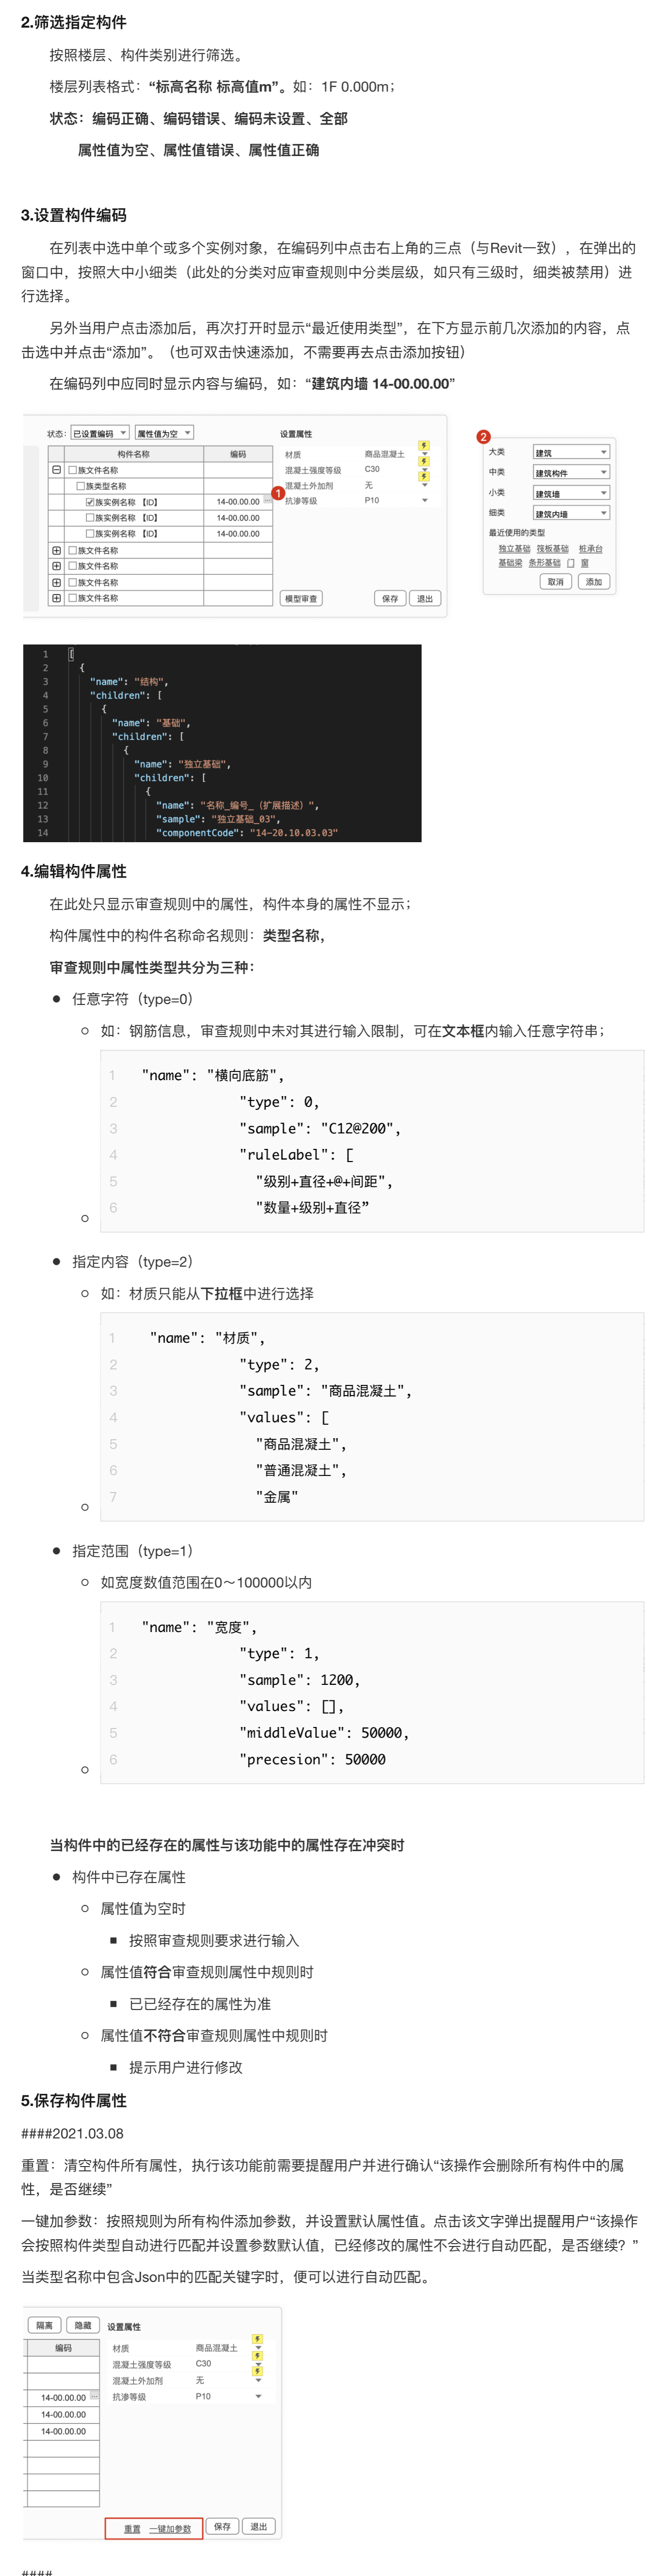 2.筛选指定构件
按照楼层、构件类别进行筛选。
楼层列表格式：“标高名称 标高值m”。如：1F 0.000m；
状态：编码正确、编码错误、编码未设置、全部
属性值为空、属性值错误、属性值正确
3.设置构件编码
在列表中选中单个或多个实例对象，在编码列中点击右上角的三点（与Revit一致），在弹出的
窗口中，按照大中小细类（此处的分类对应审查规则中分类层级，如只有三级时，细类被禁用）进
行选择。
另外当用户点击添加后，再次打开时显示“最近使用类型”，在下方显示前几次添加的内容，点
击选中并点击“添加”。（也可双击快速添加，不需要再去点击添加按钮）
在编码列中应同时显示内容与编码，如：“建筑内墙 14-00.00.00”
状态： 已设置编码 属性值为空 设置属性
构件名称 编码
族文件名称
族类型名称
族实例名称 【ID】 14-00.00.00 ...
族实例名称 【ID】 14-00.00.00
族实例名称 【ID】 14-00.00.00
族文件名称
族文件名称
族文件名称
族文件名称
1
材质 商品混凝土
混凝土强度等级 C30
混凝土外加剂 无
抗渗等级 P10
模型审查 保存 退出
2
大类 建筑
中类 建筑构件
小类 建筑墙
细类 建筑内墙
最近使用的类型
独立基础 筏板基础 桩承台
基础梁 条形基础 门 窗
取消 添加
1 [
2 {
3 "name": "结构",
4 "children": [
5 {
6 "name": "基础",
7 "children": [
8 {
9 "name": "独立基础",
10 "children": [
11 {
12 "name": "名称_编号_（扩展描述）",
13 "sample": "独立基础_03",
14 "componentCode": "14-20.10.03.03"
4.编辑构件属性
在此处只显示审查规则中的属性，构件本身的属性不显示；
构件属性中的构件名称命名规则：类型名称，
审查规则中属性类型共分为三种：
● 任意字符（type=0）
○ 如：钢筋信息，审查规则中未对其进行输入限制，可在文本框内输入任意字符串；
1 "name": "横向底筋",
2 "type": 0,
3 "sample": "C12@200",
4 "ruleLabel": [
5 "级别+直径+@+间距",
6 "数量+级别+直径”
● 指定内容（type=2）
○ 如：材质只能从下拉框中进行选择
1 "name": "材质",
2 "type": 2,
3 "sample": "商品混凝土",
4 "values": [
5 "商品混凝土",
6 "普通混凝土",
7 "金属"
● 指定范围（type=1）
○ 如宽度数值范围在0～100000以内
1 "name": "宽度",
2 "type": 1,
3 "sample": 1200,
4 "values": [],
5 "middleValue": 50000,
6 "precesion": 50000
当构件中的已经存在的属性与该功能中的属性存在冲突时
● 构件中已存在属性
○ 属性值为空时
■ 按照审查规则要求进行输入
○ 属性值符合审查规则属性中规则时
■ 已已经存在的属性为准
○ 属性值不符合审查规则属性中规则时
■ 提示用户进行修改
5.保存构件属性
####2021.03.08
重置：清空构件所有属性，执行该功能前需要提醒用户并进行确认“该操作会删除所有构件中的属
性，是否继续”
一键加参数：按照规则为所有构件添加参数，并设置默认属性值。点击该文字弹出提醒用户“该操作
会按照构件类型自动进行匹配并设置参数默认值，已经修改的属性不会进行自动匹配，是否继续？”
当类型名称中包含Json中的匹配关键字时，便可以进行自动匹配。
隔离 隐藏 设置属性
编码
14-00.00.00 ...
14-00.00.00
14-00.00.00
材质 商品混凝土
混凝土强度等级 C30
混凝土外加剂 无
抗渗等级 P10
重置 一键加参数 保存 退出
####